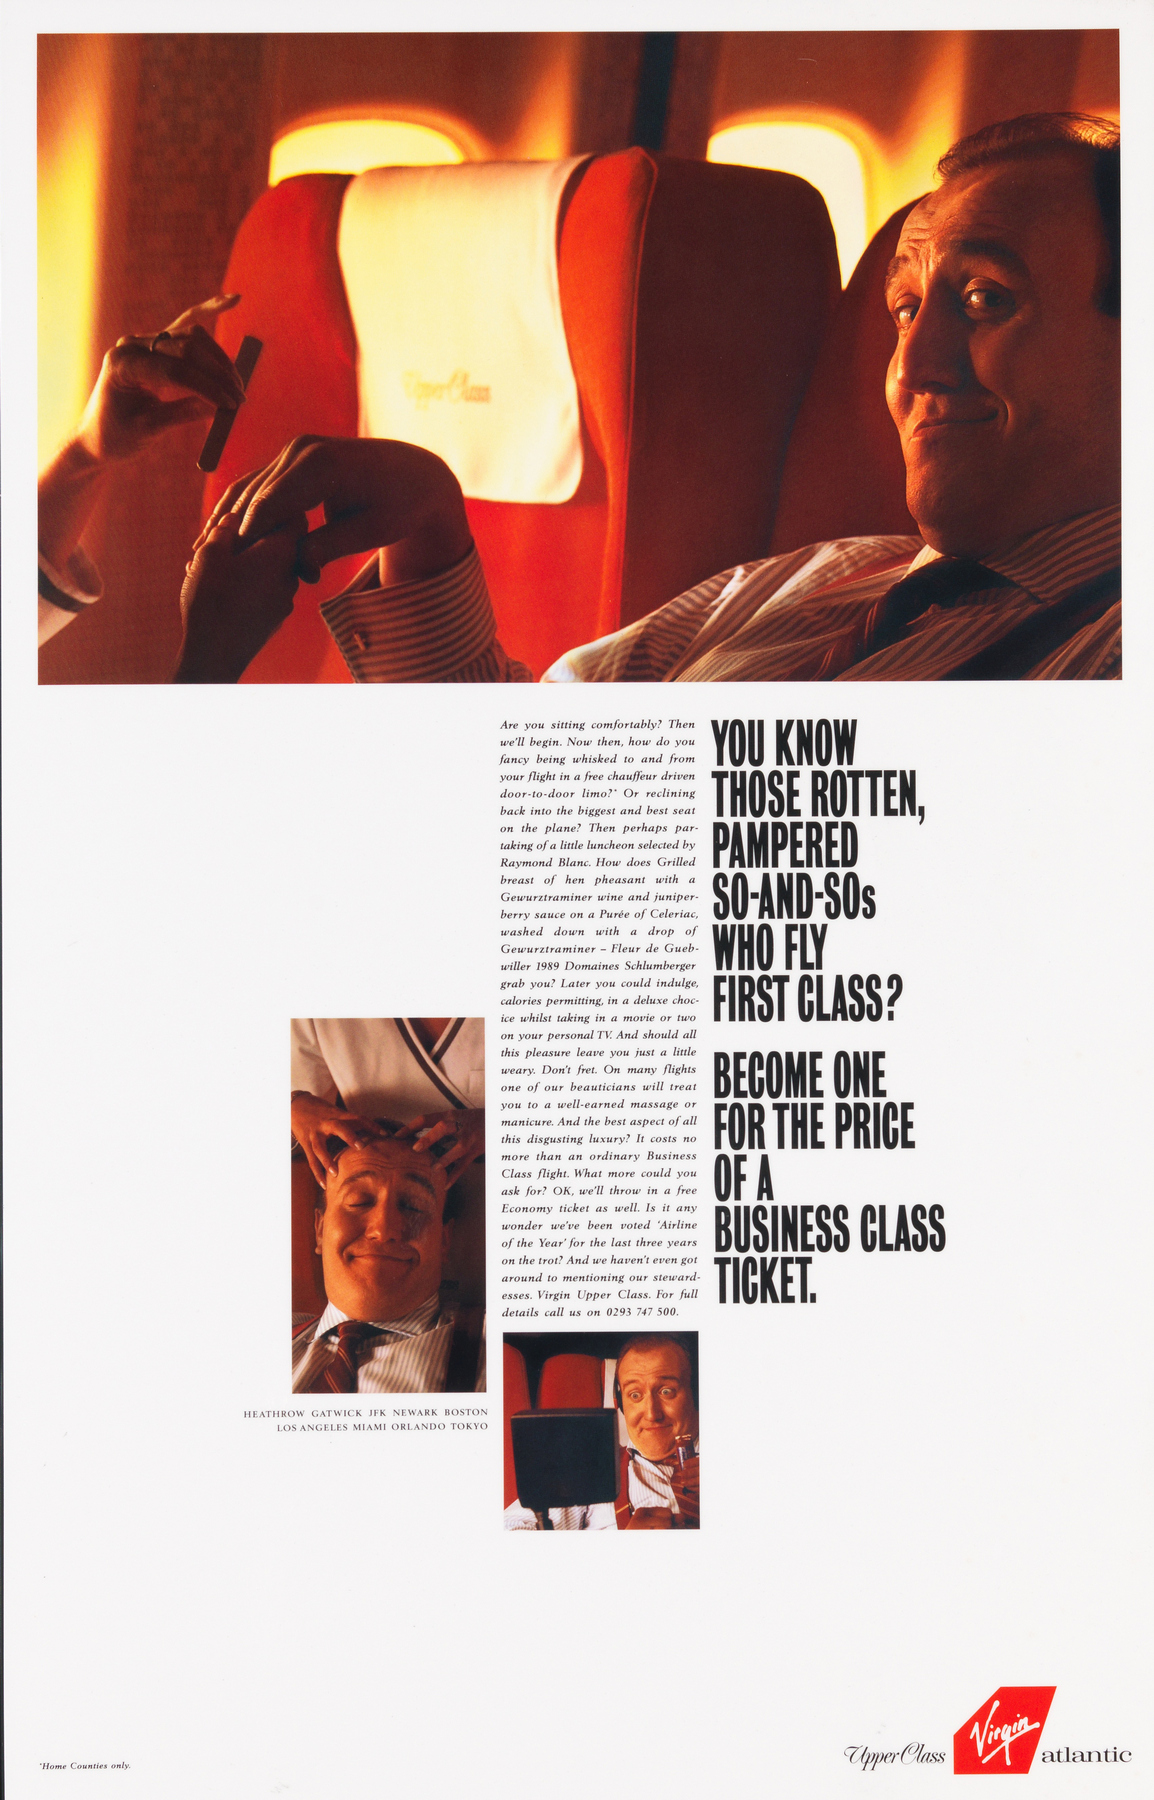 Upper Class
Are you sitting comfortably? Then
we'll begin. Now then, how do you
fancy being whisked to and from
your flight in a free chauffeur driven
door-to-door limo?* Or reclining
back into the biggest and best seat
on the plane? Then perhaps par-
taking of a little luncheon selected by
Raymond Blanc. How does Grilled
breast of hen pheasant with a
Gewurztraminer wine and juniper-
berry sauce on a Purée of Celeriac,
washed down with a drop of
Gewurztraminer – Fleur de Gueb-
willer 1989 Domaines Schlumberger
grab you? Later you could indulge,
calories permitting, in a deluxe choc-
ice whilst taking in a movie or two
on your personal TV. And should all
this pleasure leave you just a little
weary. Don't fret. On many flights
one of our beauticians will treat
you to a well-earned massage or
manicure. And the best aspect of all
this disgusting luxury? It costs no
more than an ordinary Business
Class flight. What more could you
ask for? OK, we'll throw in a free
Economy ticket as well. Is it any
wonder we've been voted 'Airline
of the Year' for the last three years
on the trot? And we haven't even got
around to mentioning our steward-
esses. Virgin Upper Class. For full
details call us on 0293 747 500.
YOU KNOW
THOSE ROTTEN,
PAMPERED
SO-AND-SOs
WHO FLY
FIRST CLASS?
BECOME ONE
FOR THE PRICE
OF A
BUSINESS CLASS
TICKET.
HEATHROW GATWICK JFK NEWARK BOSTON
LOS ANGELES MIAMI ORLANDO TOKYO
*Home Counties only.
Upper Class Virgin atlantic